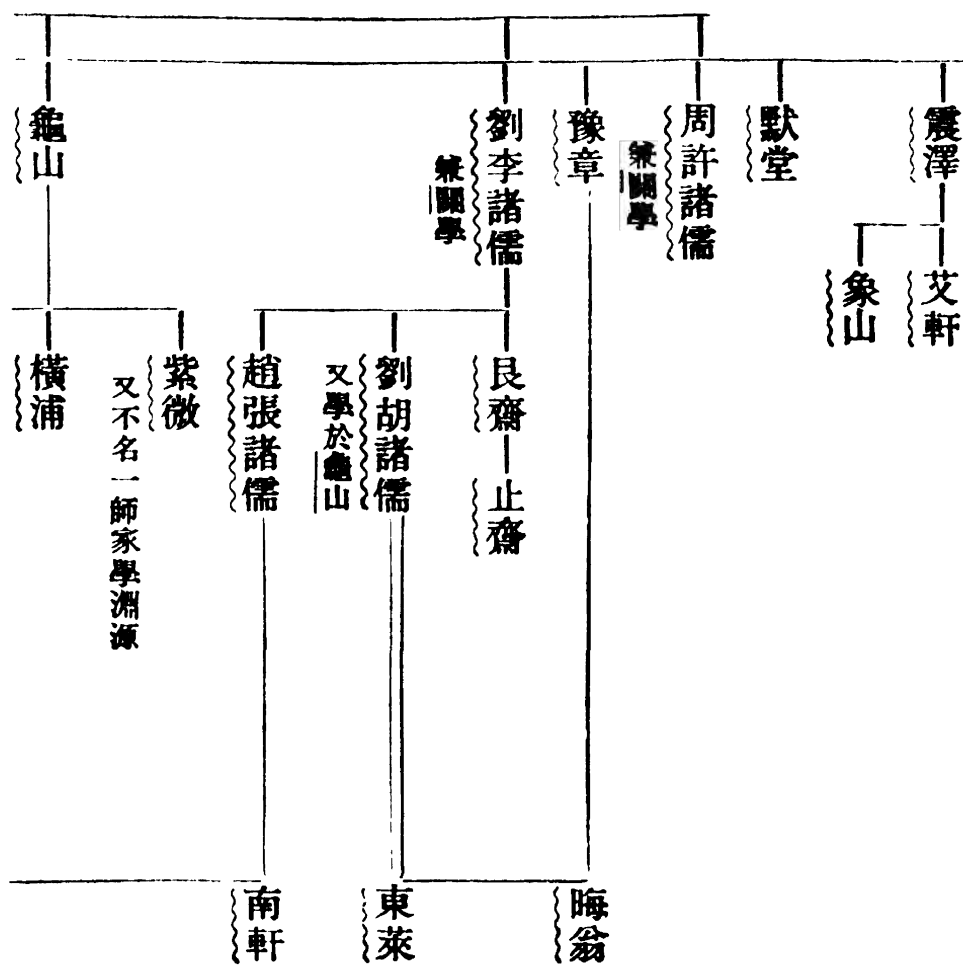 震澤
默堂
周許諸儒
兼關學
豫章
劉李諸儒
兼關學
龜山
艾軒
象山
艮齋
止齋
劉胡諸儒
又學於龜山
趙張諸儒
紫微
又不名一師家學淵源
橫浦
晦翁
東萊
南軒